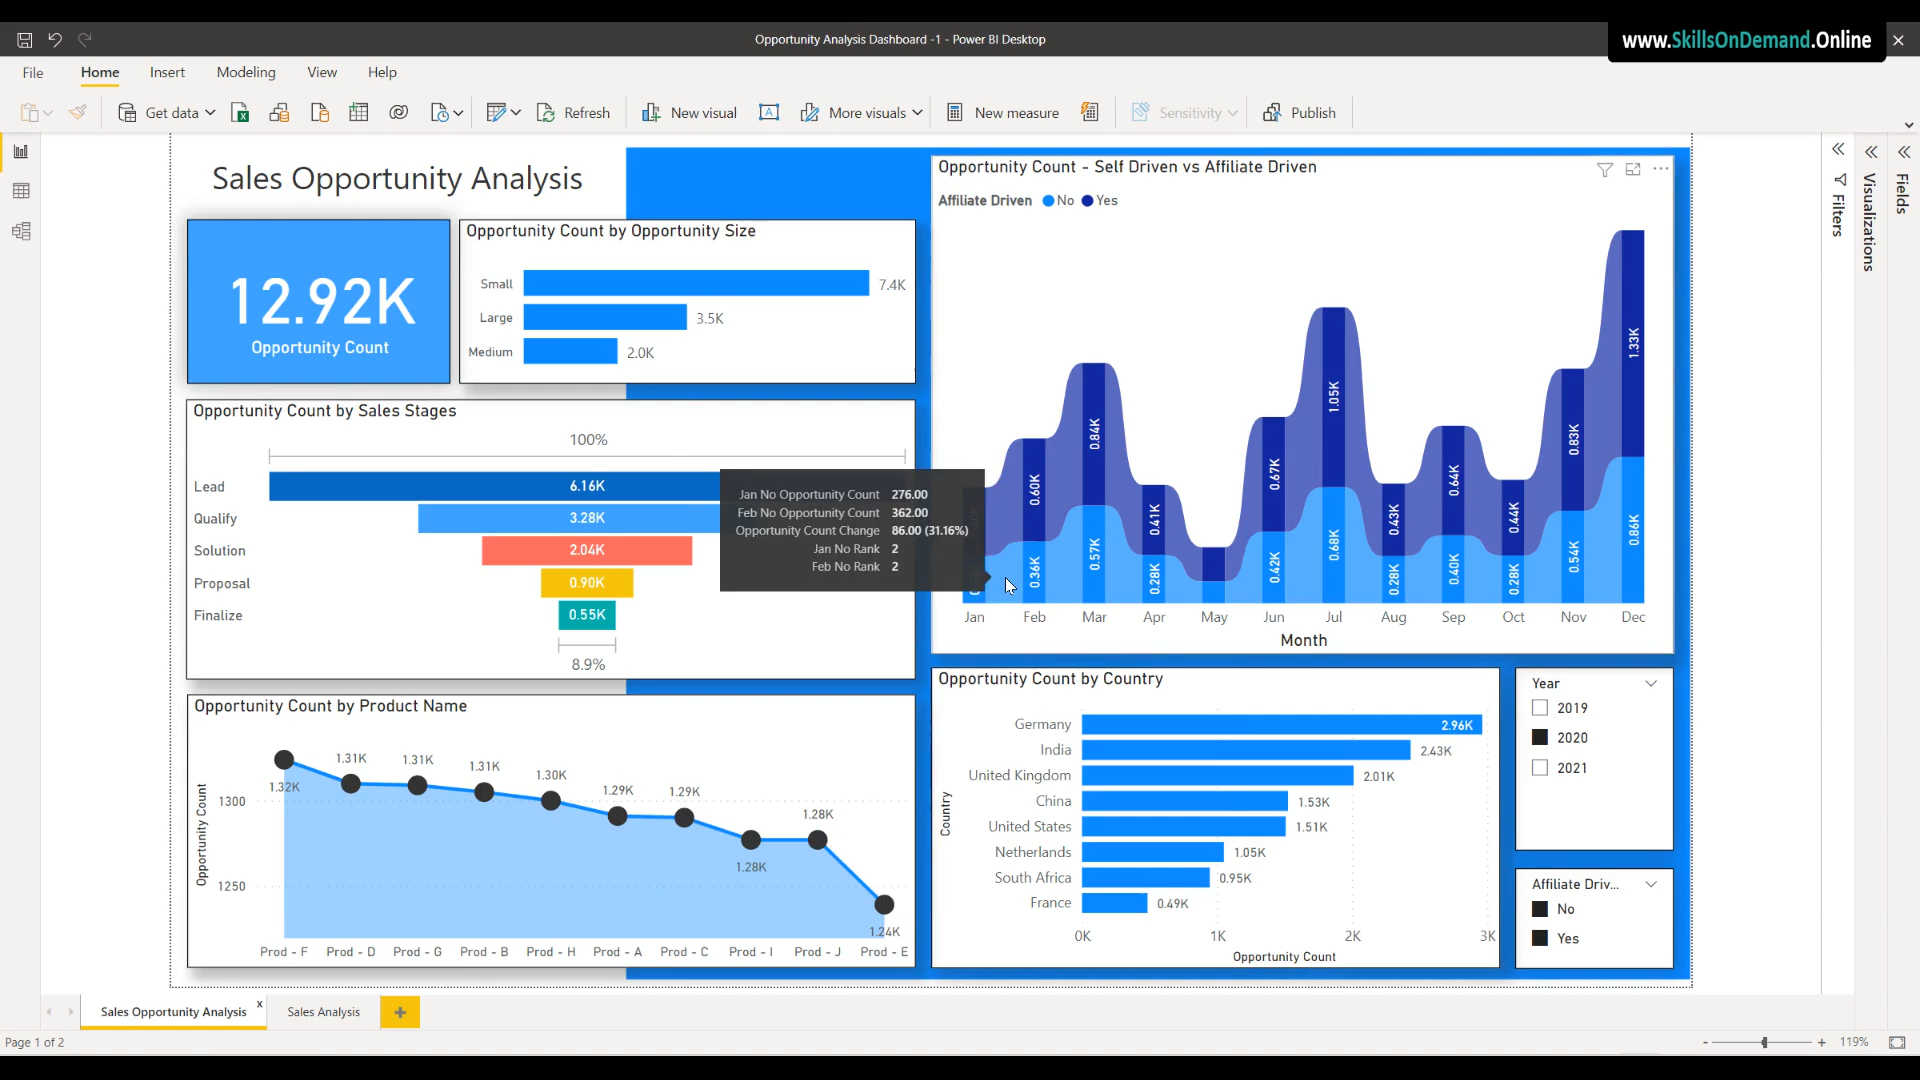 Opportunity Analysis Dashboard -1 - Power BI Desktop
www.SkillsOnDemand.Online
File Home Insert Modeling View Help
Get data Refresh New visual More visuals New measure Sensitivity Publish
Sales Opportunity Analysis
12.92K
Opportunity Count
Opportunity Count by Opportunity Size
Small 7.4K
Large 3.5K
Medium 2.0K
Opportunity Count by Sales Stages
100%
Lead 6.16K
Qualify 3.28K
Solution 2.04K
Proposal 0.90K
Finalize 0.55K
8.9%
Jan No Opportunity Count 276.00
Feb No Opportunity Count 362.00
Opportunity Count Change 86.00 (31.16%)
Jan No Rank 2
Feb No Rank 2
Opportunity Count by Product Name
Opportunity Count
1300
1250
1.32K 1.31K 1.31K 1.31K 1.30K 1.29K 1.29K 1.28K 1.28K 1.24K
Prod - F Prod - D Prod - G Prod - B Prod - H Prod - A Prod - C Prod - I Prod - J Prod - E
Opportunity Count - Self Driven vs Affiliate Driven
Affiliate Driven No Yes
0.60K 0.84K 0.41K 0.67K 1.05K 0.43K 0.64K 0.44K 0.83K 1.33K
0.36K 0.57K 0.28K 0.42K 0.68K 0.28K 0.40K 0.28K 0.54K 0.86K
Jan Feb Mar Apr May Jun Jul Aug Sep Oct Nov Dec
Month
Opportunity Count by Country
Country
Germany 2.96K
India 2.43K
United Kingdom 2.01K
China 1.53K
United States 1.51K
Netherlands 1.05K
South Africa 0.95K
France 0.49K
0K 1K 2K 3K
Opportunity Count
Year
2019
2020
2021
Affiliate Driv...
No
Yes
Filters
Visualizations
Fields
Sales Opportunity Analysis x Sales Analysis +
Page 1 of 2
- + 119%